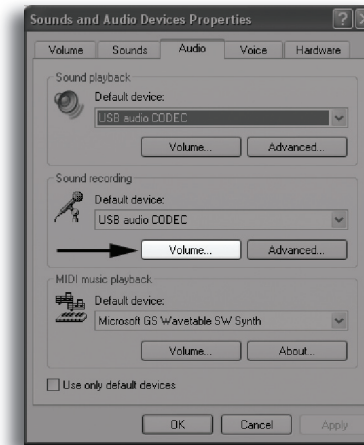 Sounds and Audio Devices Properties
Volume Sounds Audio Voice Hardware
Sound playback
Default device:
USB audio CODEC
Volume... Advanced...
Sound recording
Default device:
USB audio CODEC
Volume... Advanced...
MIDI music playback
Default device:
Microsoft GS Wavetable SW Synth
Volume... About...
Use only default devices
OK Cancel Apply